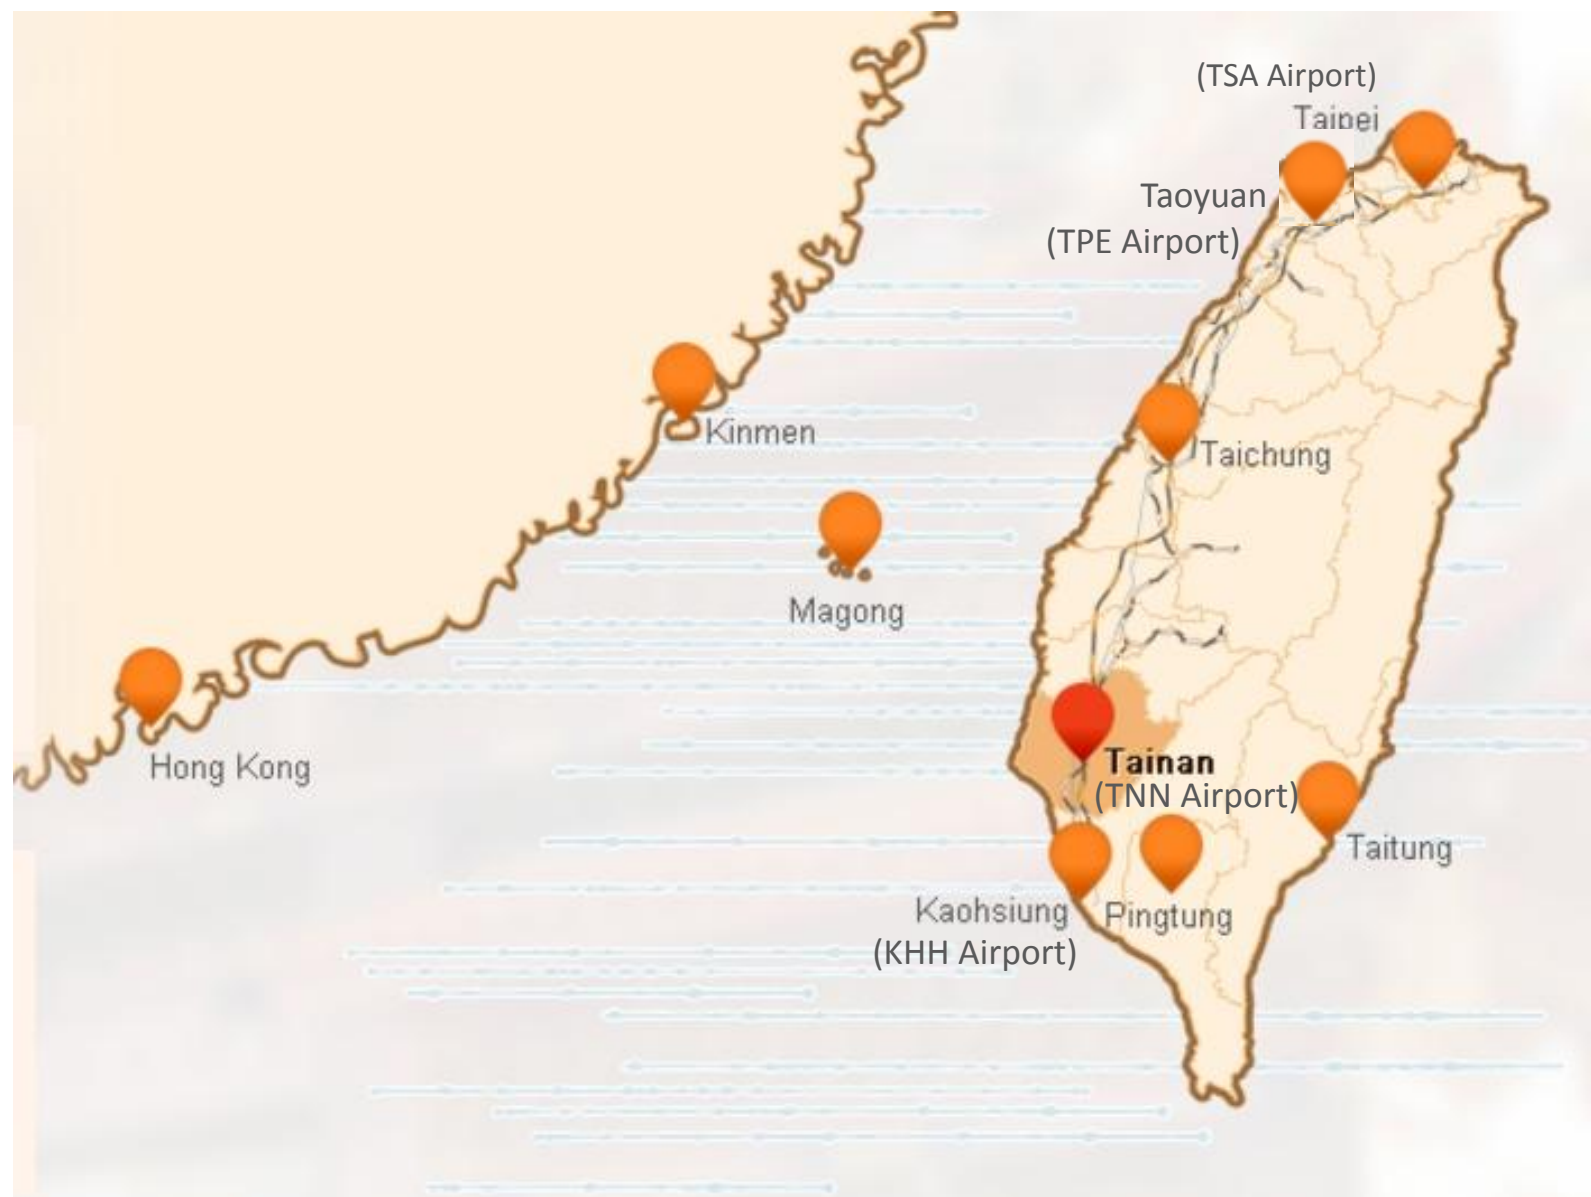 (TSA Airport)
Taipei
Taoyuan
(TPE Airport)
Kinmen
Taichung
Magong
Hong Kong
Tainan
(TNN Airport)
Taitung
Kaohsiung
Pingtung
(KHH Airport)